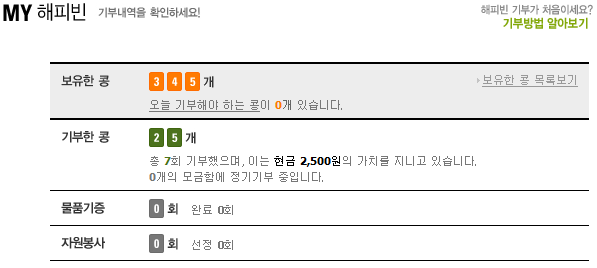 MY 해피빈 기부내역을 확인하세요!
해피빈 기부가 처음이세요?
기부방법 알아보기
보유한 콩 3 4 5 개 보유한 콩 목록보기
오늘 기부해야 하는 콩이 0개 있습니다.
기부한 콩 2 5 개
총 7회 기부했으며, 이는 현금 2,500원의 가치를 지니고 있습니다.
0개의 모금함에 정기기부 중입니다.
물품기증 0 회 완료 0회
자원봉사 0 회 선정 0회